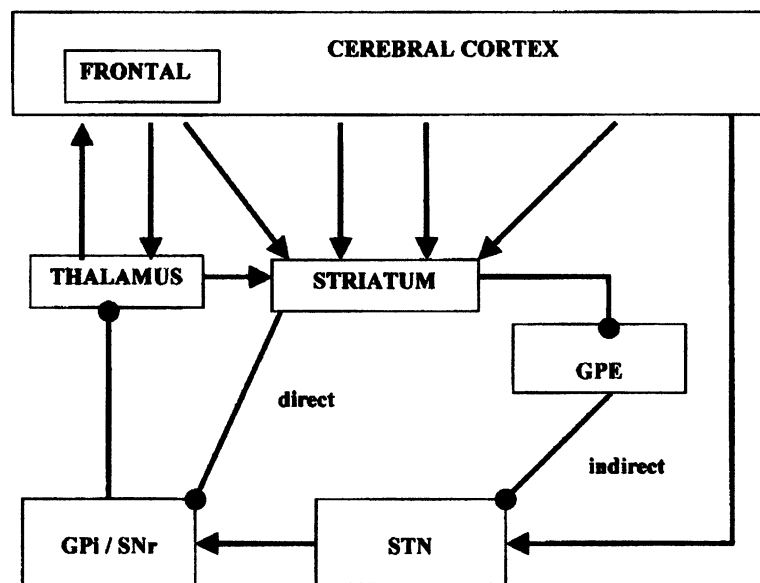 CEREBRAL CORTEX
FRONTAL
THALAMUS
STRIATUM
GPE
direct
indirect
GPi / SNr
STN